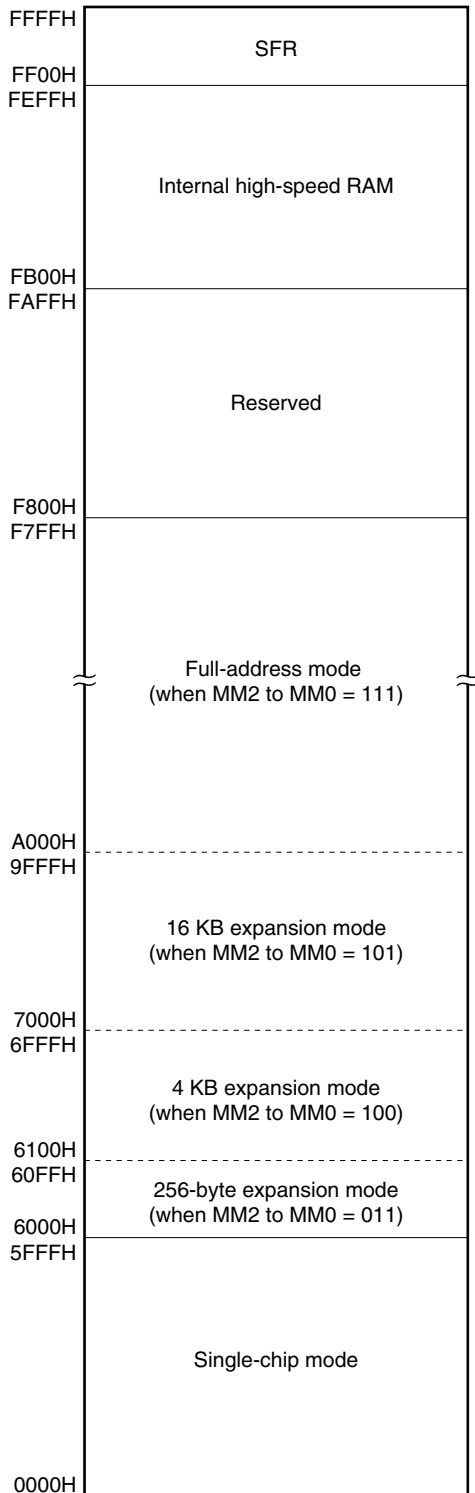 FFFFH
SFR
FF00H
FEFFH
Internal high-speed RAM
FB00H
FAFFH
Reserved
F800H
F7FFH
Full-address mode
(when MM2 to MM0 = 111)
A000H
9FFFH
16 KB expansion mode
(when MM2 to MM0 = 101)
7000H
6FFFH
4 KB expansion mode
(when MM2 to MM0 = 100)
6100H
60FFH
256-byte expansion mode
(when MM2 to MM0 = 011)
6000H
5FFFH
Single-chip mode
0000H